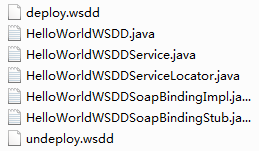 deploy.wsdd
HelloWorldWSDD.java
HelloWorldWSDDService.java
HelloWorldWSDDServiceLocator.java
HelloWorldWSDDSoapBindingImpl.ja...
HelloWorldWSDDSoapBindingStub.ja...
undeploy.wsdd